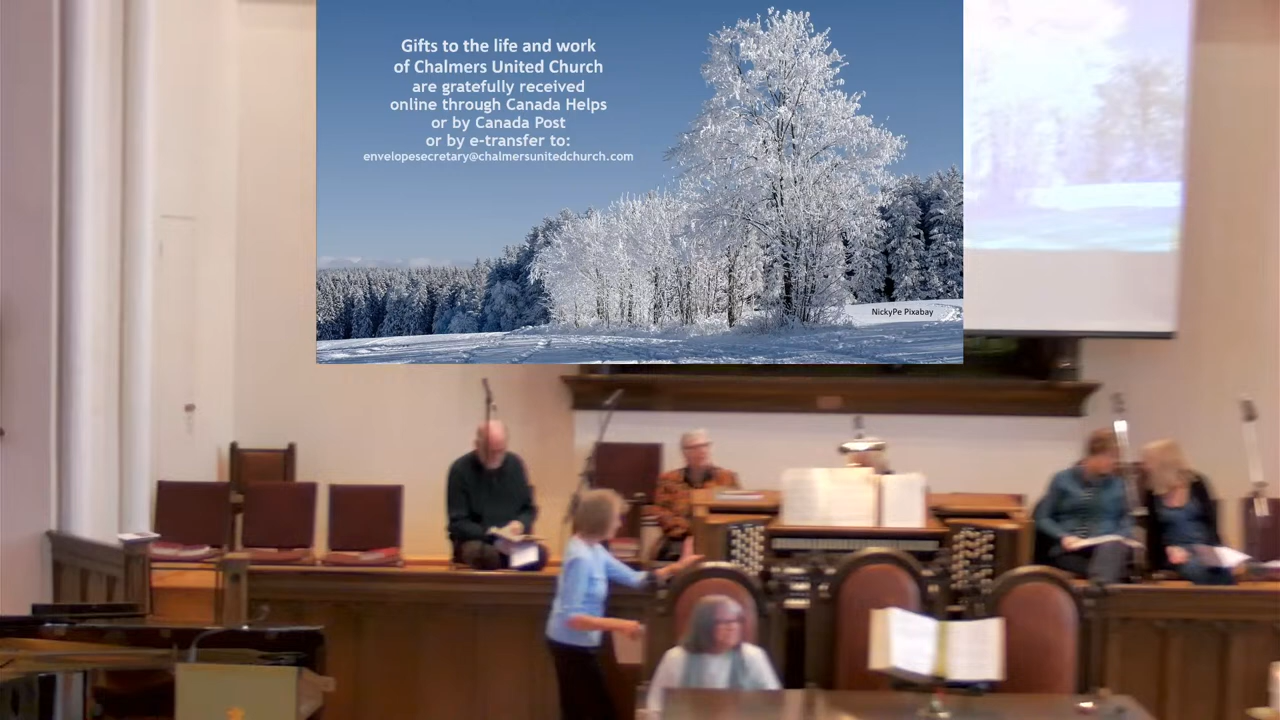 Gifts to the life and work
of Chalmers United Church
are gratefully received
online through Canada Helps
or by Canada Post
or by e-transfer to:
envelopesecretary@chalmersunitedchurch.com
NickyPe Pixabay